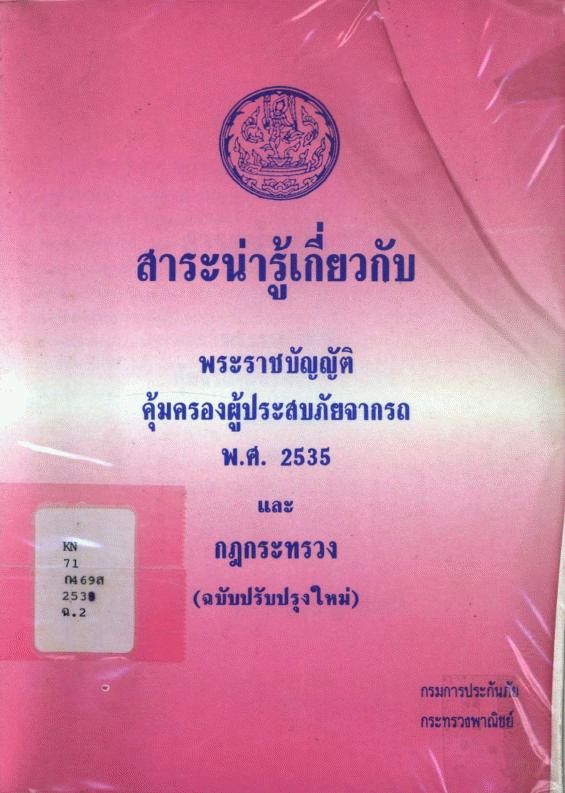 สาระน่ารู้เกี่ยวกับ
พระราชบัญญัติ
คุ้มครองผู้ประสบภัยจากรถ
พ.ศ. 2535
และ
กฎกระทรวง
(ฉบับปรับปรุงใหม่)
KN
71
ก469ส
253
ฉ.2
กรมการประกันภัย
กระทรวงพาณิชย์